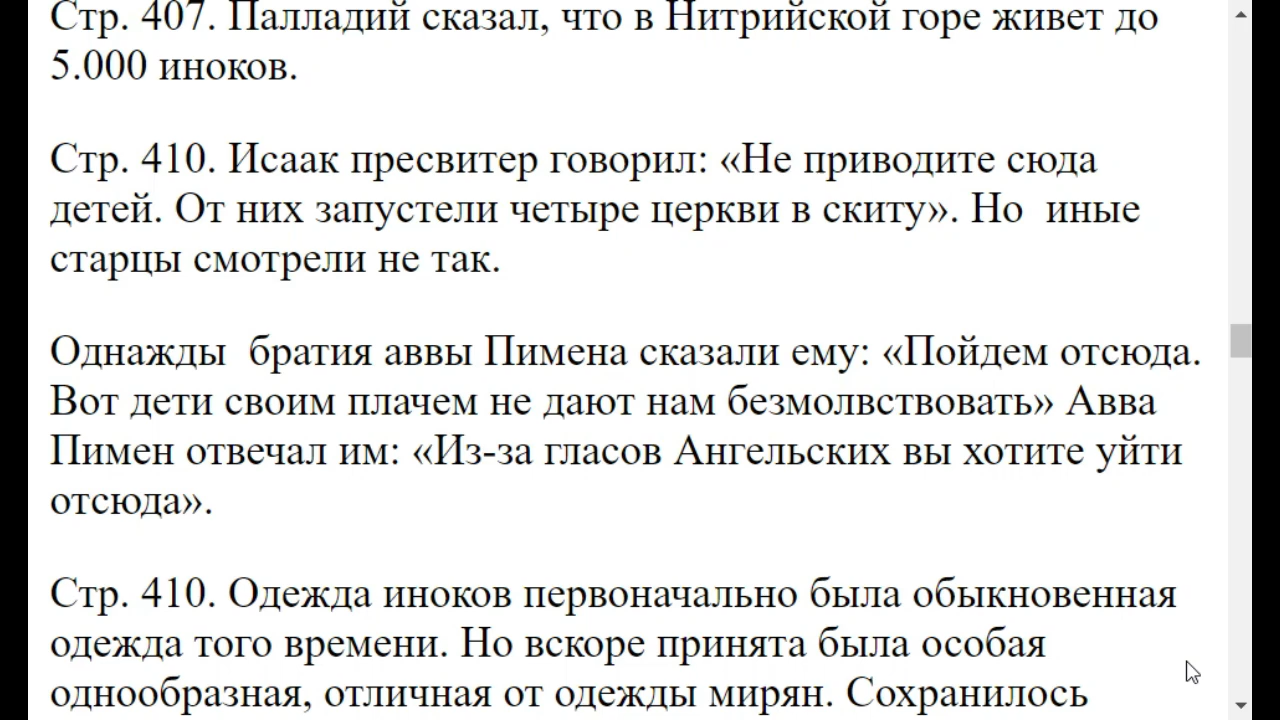 Стр. 407. Палладий сказал, что в Нитрийской горе живет до
5.000 иноков.
Стр. 410. Исаак пресвитер говорил: «Не приводите сюда
детей. От них запустели четыре церкви в скиту». Но  иные
старцы смотрели не так.
Однажды  братия аввы Пимена сказали ему: «Пойдем отсюда.
Вот дети своим плачем не дают нам безмолвствовать» Авва
Пимен отвечал им: «Из-за гласов Ангельских вы хотите уйти
отсюда».
Стр. 410. Одежда иноков первоначально была обыкновенная
одежда того времени. Но вскоре принята была особая
однообразная, отличная от одежды мирян. Сохранилось